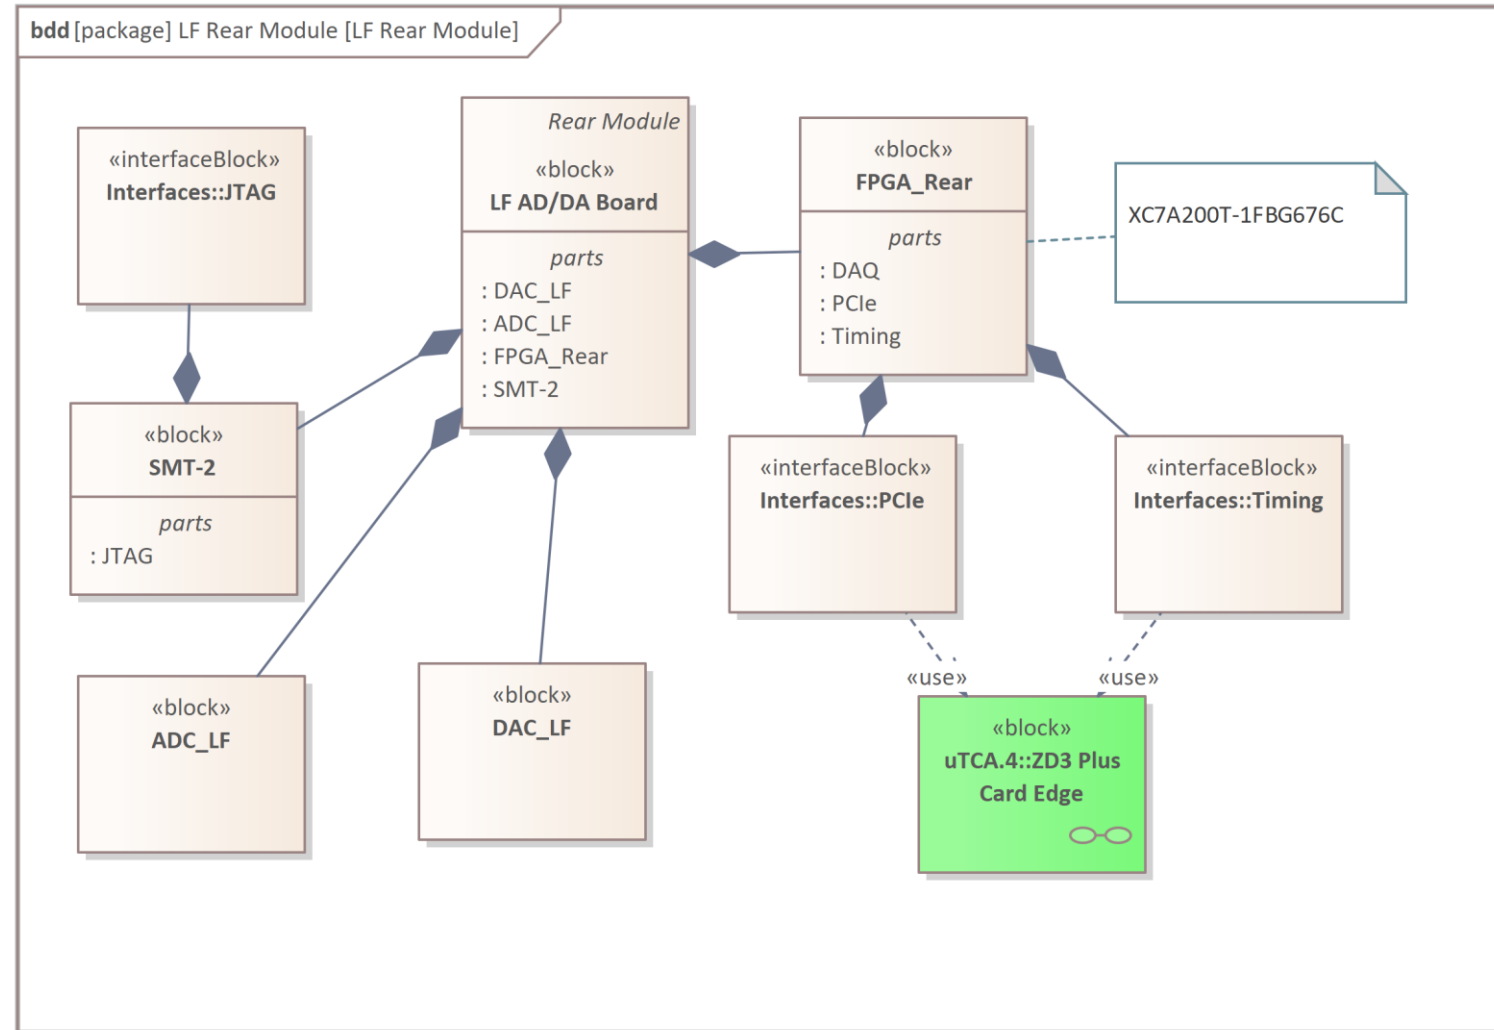 bdd [package] LF Rear Module [LF Rear Module]
«interfaceBlock»
Interfaces::JTAG
Rear Module
«block»
LF AD/DA Board
parts
: DAC_LF
: ADC_LF
: FPGA_Rear
: SMT-2
«block»
FPGA_Rear
parts
: DAQ
: PCIe
: Timing
XC7A200T-1FBG676C
«block»
SMT-2
parts
: JTAG
«interfaceBlock»
Interfaces::PCIe
«interfaceBlock»
Interfaces::Timing
«use»
«use»
«block»
ADC_LF
«block»
DAC_LF
«block»
uTCA.4::ZD3 Plus
Card Edge